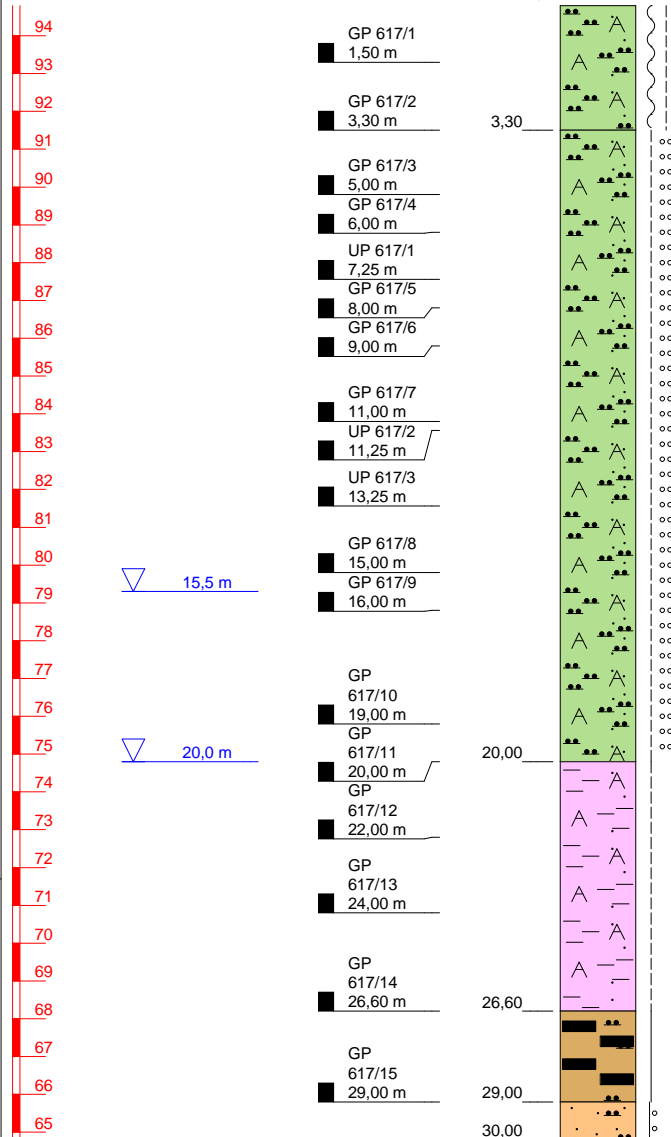 94
GP 617/1
1,50 m
93
92
GP 617/2
3,30 m
3,30
91
GP 617/3
90
5,00 m
GP 617/4
89
6,00 m
UP 617/1
88
7,25 m
GP 617/5
87
8,00 m
GP 617/6
86
9,00 m
85
GP 617/7
84
11,00 m
UP 617/2
83
11,25 m
UP 617/3
82
13,25 m
81
GP 617/8
80
15,00 m
15,5 m
GP 617/9
79
16,00 m
78
77
GP
617/10
76
19,00 m
GP
75
20,0 m
617/11
20,00
20,00 m
74
GP
617/12
73
22,00 m
72
GP
617/13
71
24,00 m
70
GP
69
617/14
26,60 m
26,60
68
67
GP
617/15
66
29,00 m
29,00
65
30,00